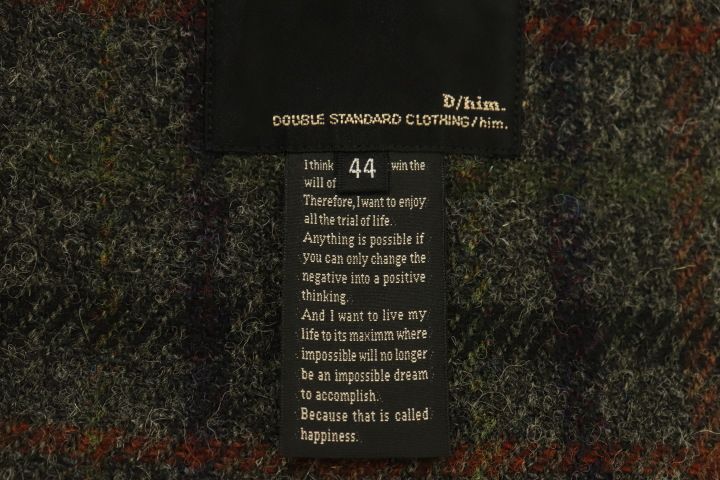 D/him.
DOUBLE STANDARD CLOTHING/him.
44
I think win the
will of
Therefore, I want to enjoy
all the trial of life.
Anything is possible if
you can only change the
negative into a positive
thinking.
And I want to live my
life to its maximm where
impossible will no longer
be an impossible dream
to accomplish.
Because that is called
happiness.